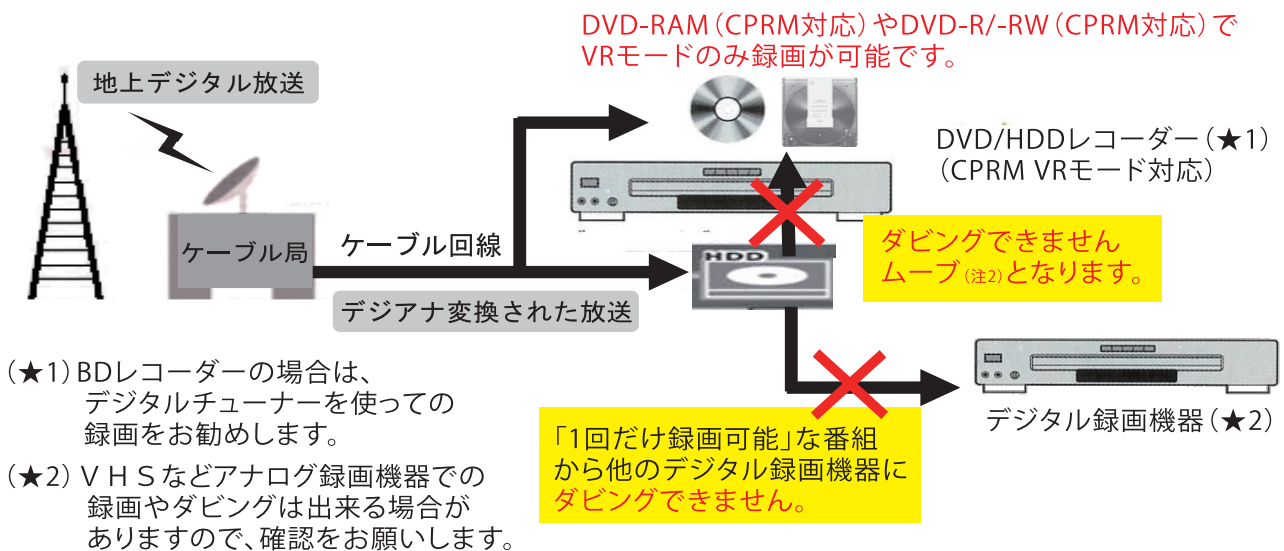 DVD-RAM（CPRM対応）やDVD-R/-RW（CPRM対応）で
VRモードのみ録画が可能です。
地上デジタル放送
DVD/HDDレコーダー（★1）
（CPRM VRモード対応）
ケーブル局
ケーブル回線
HDD
ダビングできません
ムーブ（注2）となります。
デジアナ変換された放送
（★1）BDレコーダーの場合は、
デジタルチューナーを使っての
録画をお勧めします。
デジタル録画機器（★2）
「1回だけ録画可能」な番組
から他のデジタル録画機器に
ダビングできません。
（★2）ＶＨＳなどアナログ録画機器での
録画やダビングは出来る場合が
ありますので、確認をお願いします。